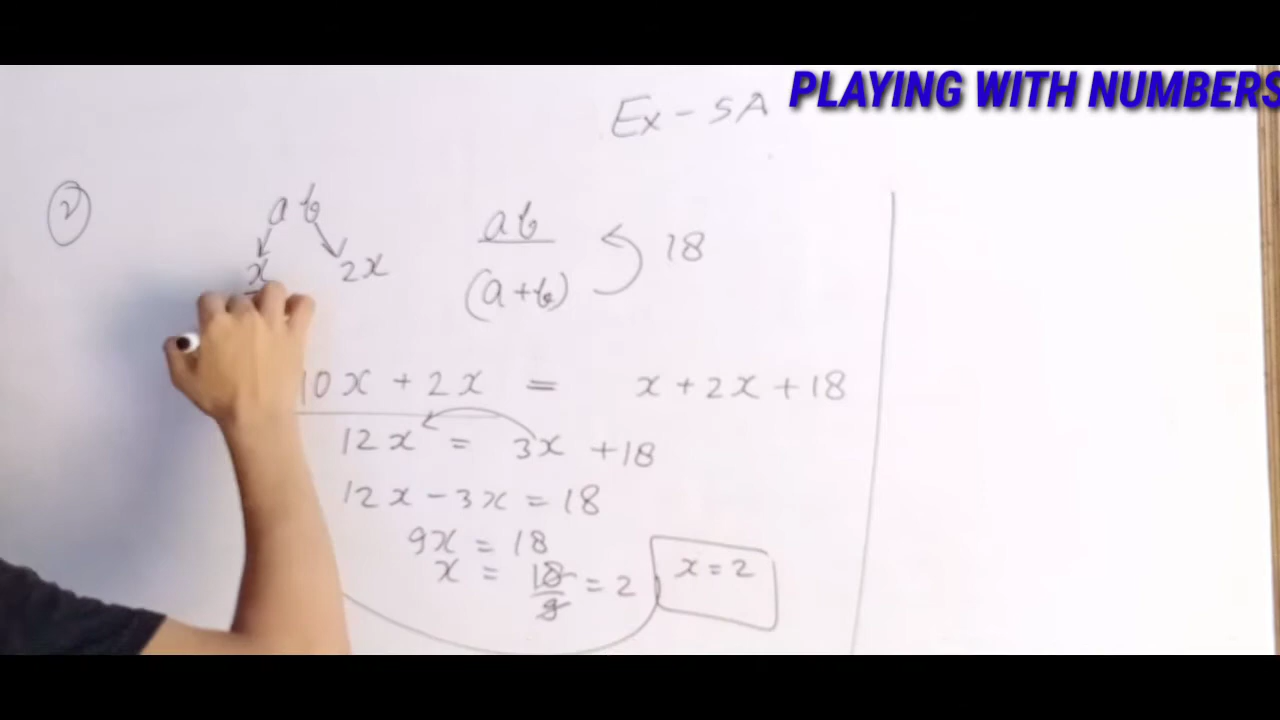 PLAYING WITH NUMBERS
Ex - 5A
2
ab
x 2x
ab
(a+b)
18
10x + 2x = x + 2x + 18
12x = 3x + 18
12x - 3x = 18
9x = 18
x = 18/9 = 2
x = 2